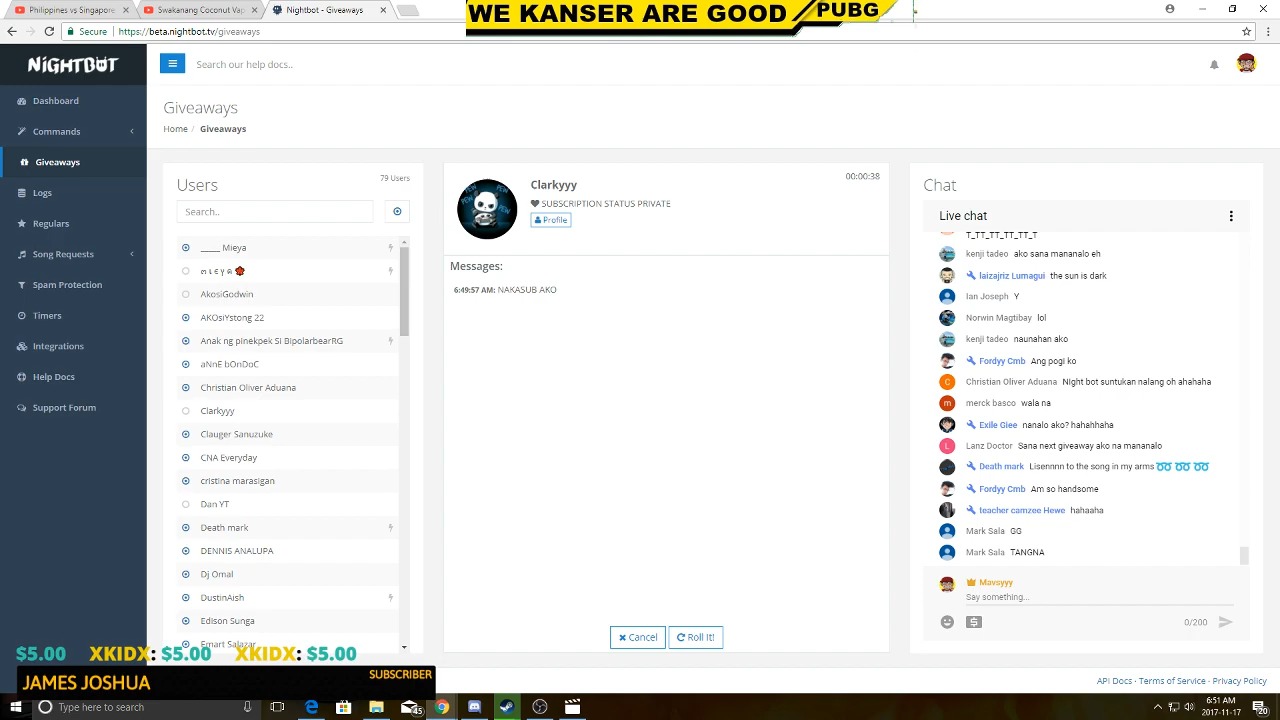 WE KANSER ARE GOOD
PUBG
Philippines vs Switzerl
Swiekanang Coconut Vaj
Nightbot - Giveaways
Secure
https://beta.nightbot.tv/giveaways
NiGHTBOT
Search our help docs..
Dashboard
Commands
Giveaways
Logs
Regulars
Song Requests
Spam Protection
Timers
Integrations
Help Docs
Support Forum
Giveaways
Home / Giveaways
Users
79 Users
Search..
_____ Mieya
AkosiGodwin
AKOsiYstong 22
Anak ng pinekpek Si BipolarbearRG
aNnE bOnDoC
Christian Oliver Aduana
Clarkyyy
Clauger Sanuzuke
CNA Everyday
cristina marasigan
Dan YT
Death mark
DENNIS ANALUPA
Dj Omal
DustinAish
Edison Sunga
Emart Salazar
Clarkyyy
00:00:38
SUBSCRIPTION STATUS PRIVATE
Profile
Messages:
6:49:57 AM: NAKASUB AKO
Cancel
Roll It!
Chat
Live chat
T_TT_TT_TT_TT_T
kenji tadeo ako sana mananalo eh
laizajriz Lumagui the sun is dark
Ian Joseph Y
Norwin Magtibay lol
kenji tadeo naunahan ako
Fordyy Cmb Ang pogi ko
C Christian Oliver Aduana NIght bot suntukan nalang oh ahahaha
m merck basco wala na
Exile Giee nanalo ako? hahahhaha
L Lanz Doctor Sana next giveaway ako na mananalo
Death mark Lisennnn to the song in my arms
Fordyy Cmb Am so handsome
teacher camzee Hewe hahaaha
Mark Sala GG
Mark Sala TANGNA
Mavsyyy
Say something...
0/200
API Docs · Terms of Service · Privacy Policy
$5.00 XKIDX: $5.00 XKIDX: $5.00
JAMES JOSHUA
SUBSCRIBER
Type here to search
45
6:51 AM
2017-11-17